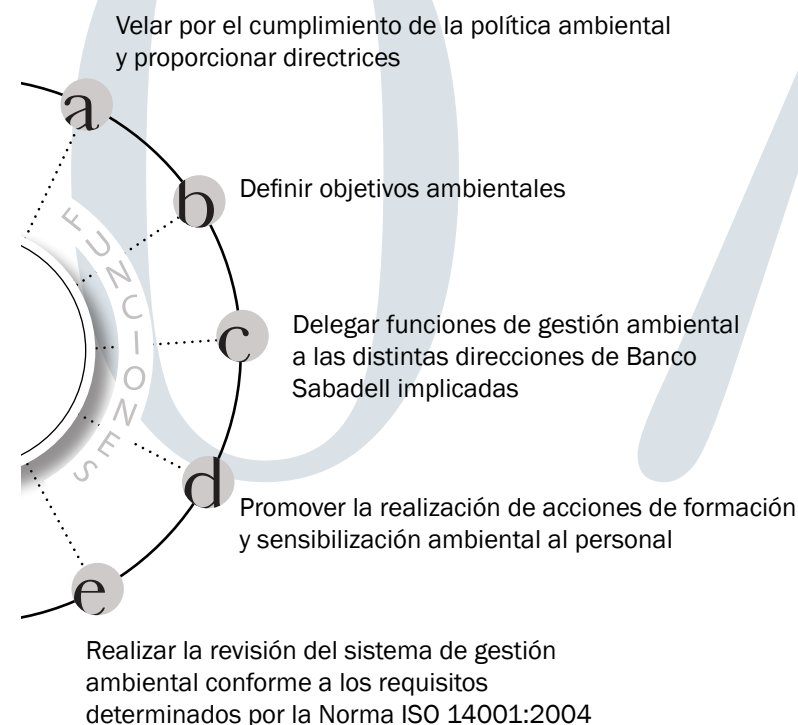 Velar por el cumplimiento de la política ambiental
y proporcionar directrices
a
b
Definir objetivos ambientales
FUNCIONES
c
Delegar funciones de gestión ambiental
a las distintas direcciones de Banco
Sabadell implicadas
d
Promover la realización de acciones de formación
y sensibilización ambiental al personal
e
Realizar la revisión del sistema de gestión
ambiental conforme a los requisitos
determinados por la Norma ISO 14001:2004